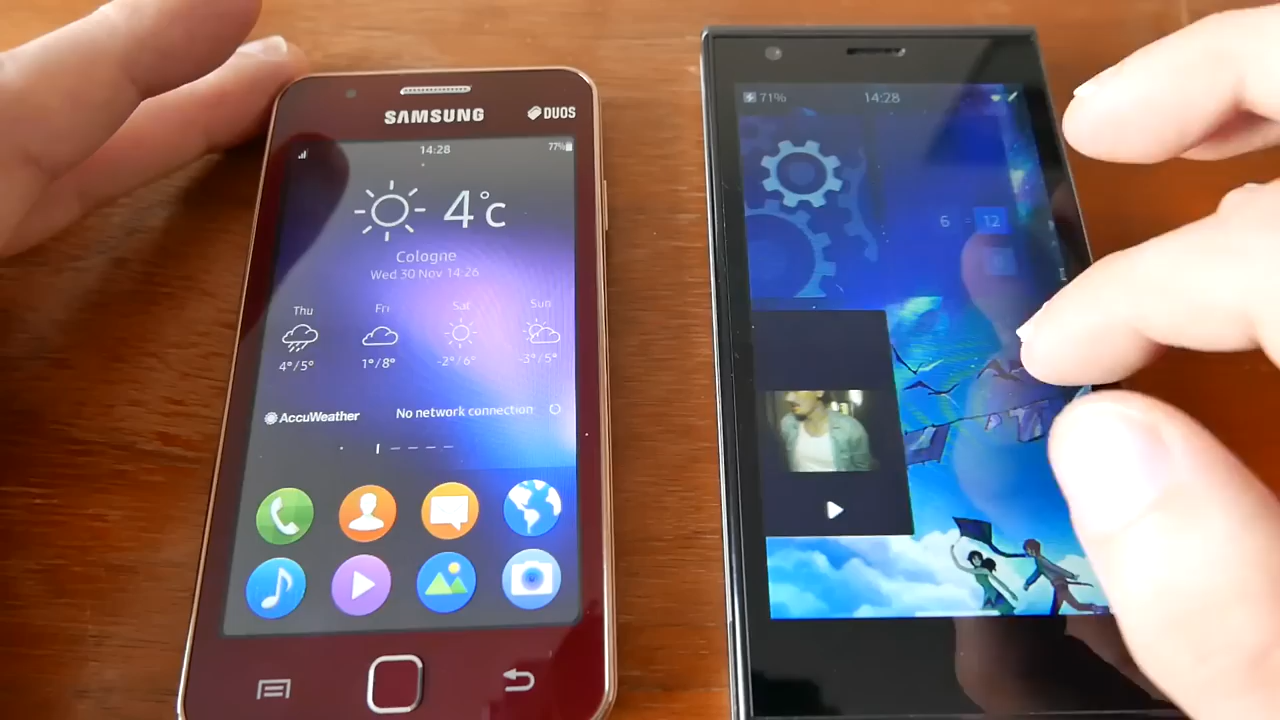 SAMSUNG
DUOS
14:28
77%
4°c
Cologne
Wed 30 Nov 14:26
Thu Fri Sat Sun
4°/5° 1°/8° -2°/6° -3°/5°
AccuWeather
No network connection
71%
14:28
6 = 12